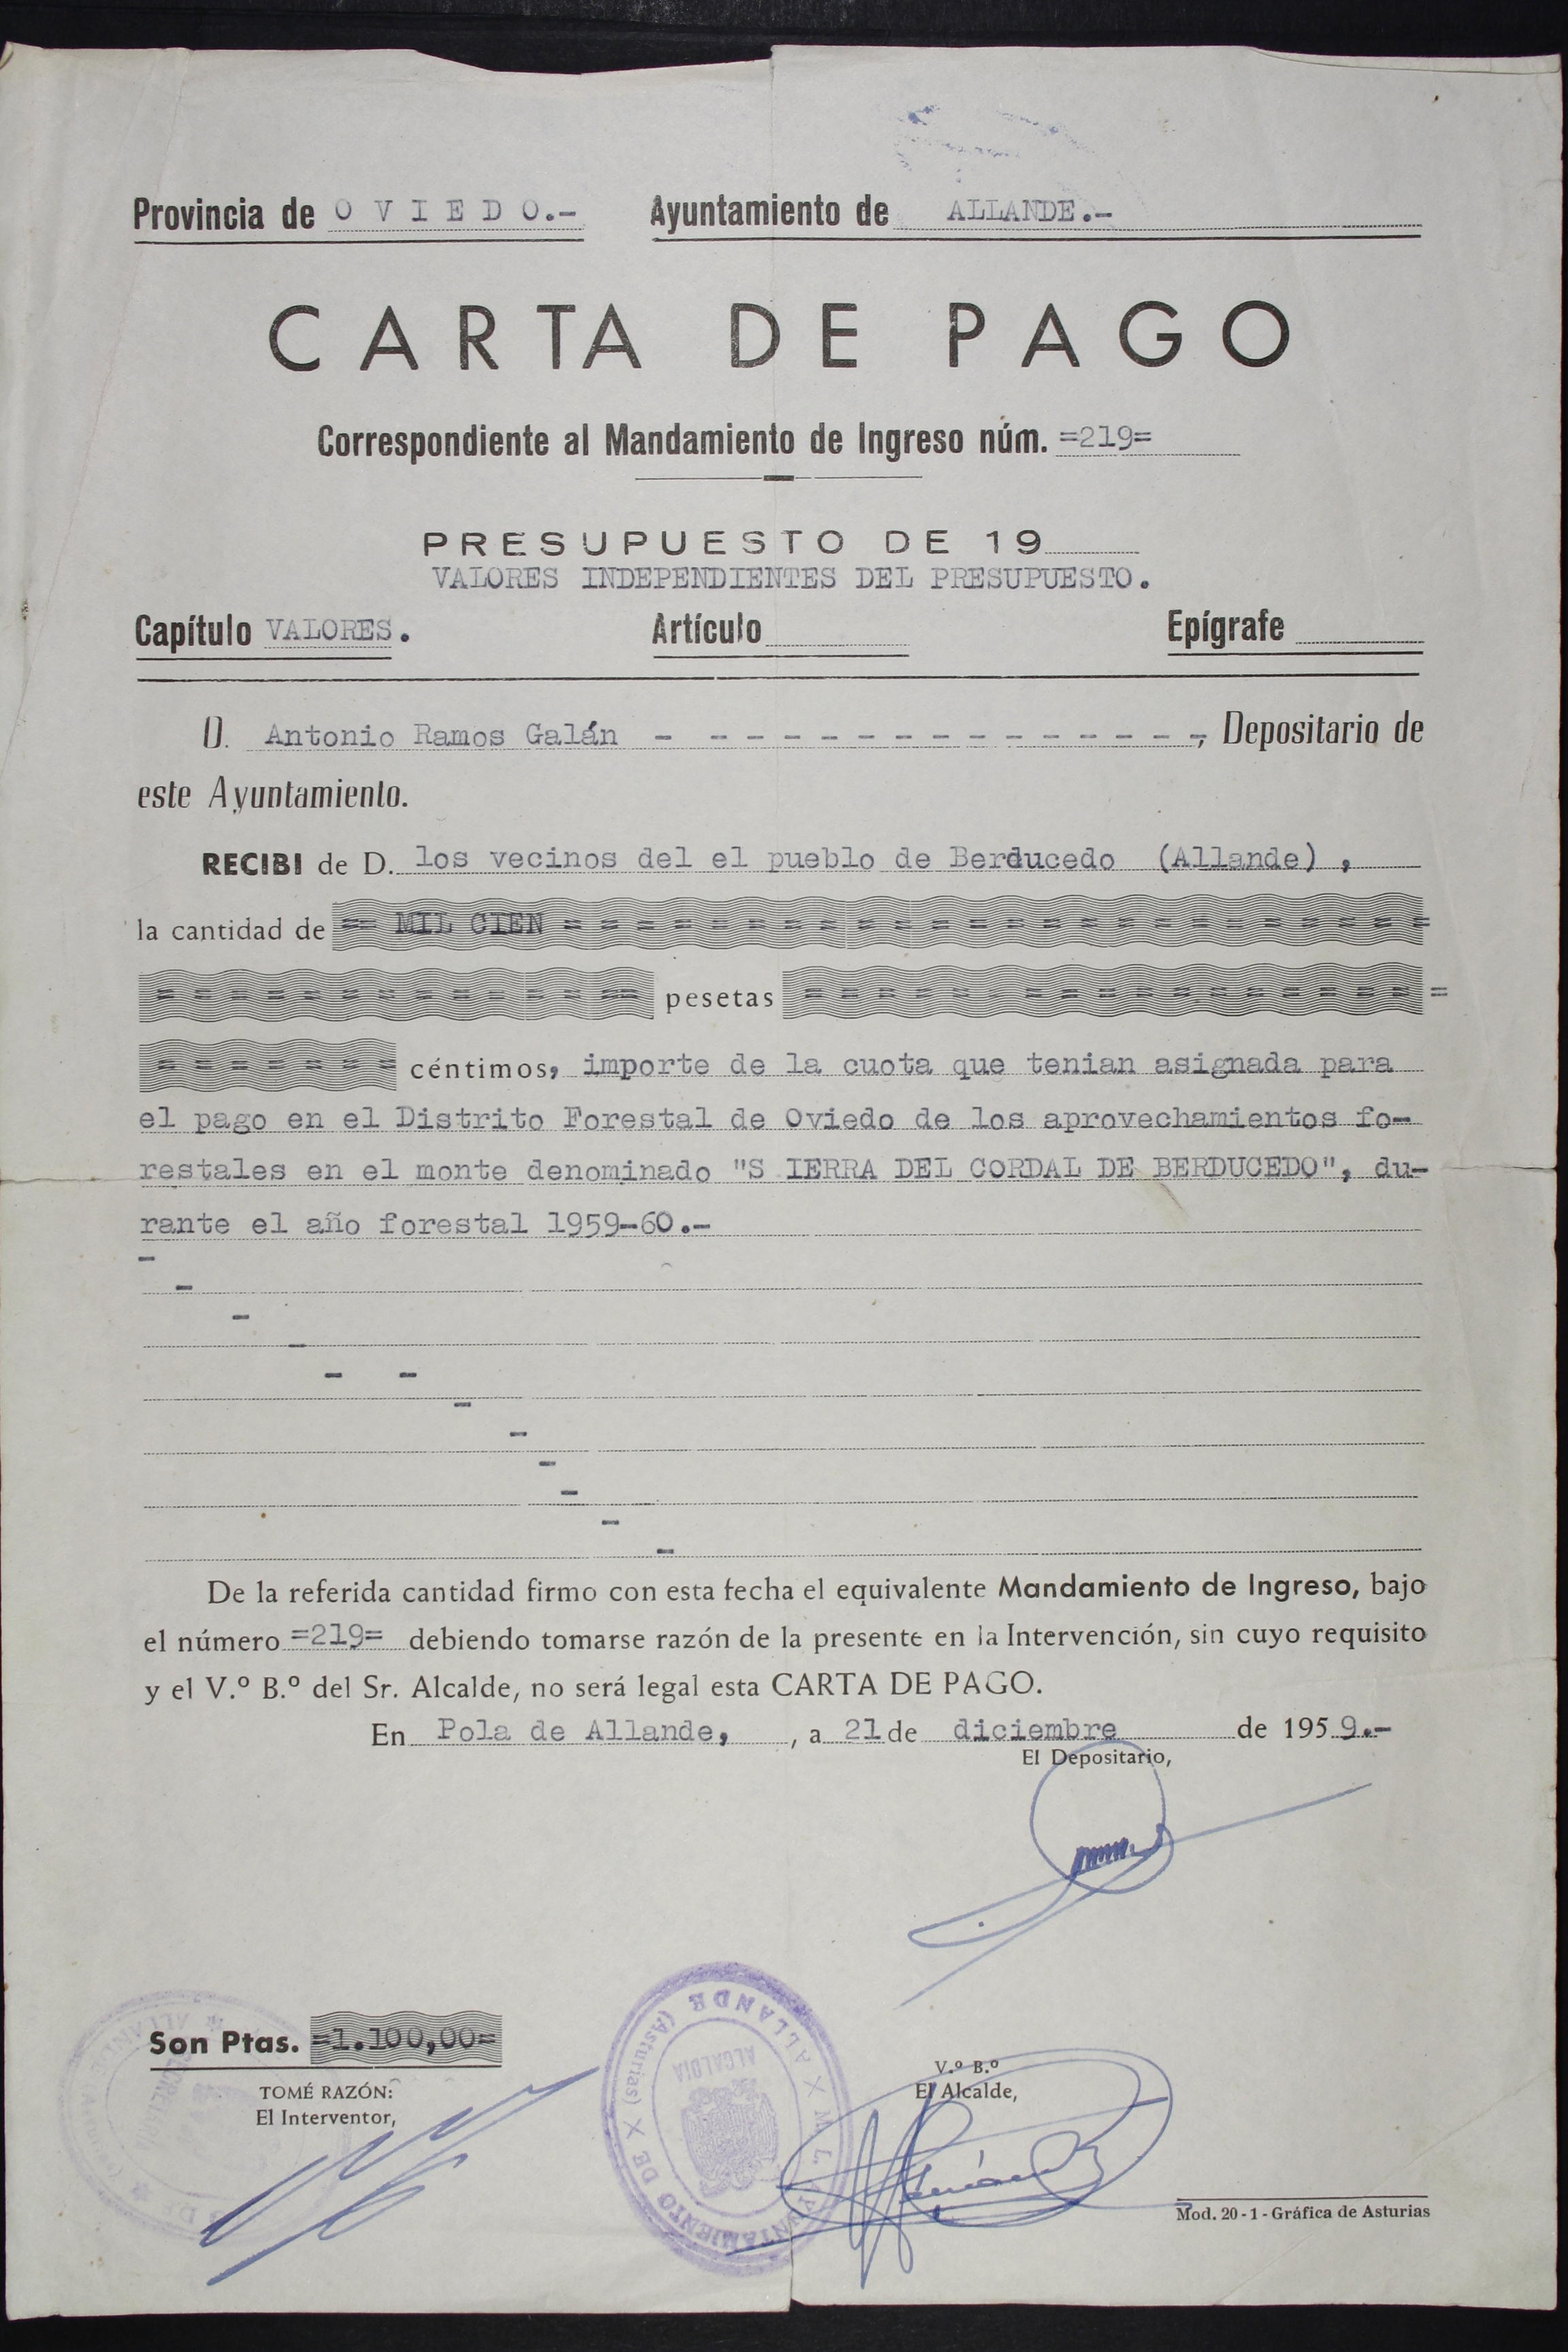 Provincia de O V I E D O.- Ayuntamiento de ALLANDE.-
CARTA DE PAGO
Correspondiente al Mandamiento de Ingreso núm. =219=
PRESUPUESTO DE 19
VALORES INDEPENDIENTES DEL PRESUPUESTO.
Capítulo VALORES. Artículo Epígrafe
D. Antonio Ramos Galán - - - - - - - - - - - - - - - -, Depositario de
este Ayuntamiento.
RECIBI de D. los vecinos del el pueblo de Berducedo (Allande) ,
la cantidad de == MIL CIEN = = = = = = = = = = = = = = = = = = = = = = = =
= = = = = = = = = = = = == pesetas = = = = = = = = = = = = = = = = =
= = = = = = = céntimos, importe de la cuota que tenian asignada para
el pago en el Distrito Forestal de Oviedo de los aprovechamientos fo-
restales en el monte denominado "S IERRA DEL CORDAL DE BERDUCEDO", du-
rante el año forestal 1959-60.-
De la referida cantidad firmo con esta fecha el equivalente Mandamiento de Ingreso, bajo
el número =219= debiendo tomarse razón de la presente en la Intervención, sin cuyo requisito
y el V.º B.º del Sr. Alcalde, no será legal esta CARTA DE PAGO.
En Pola de Allande, , a 21 de diciembre de 1959.-
El Depositario,
Son Ptas. =1.100,00=
TOMÉ RAZÓN:
El Interventor,
AYUNTAMIENTO DE X ALLANDE (Asturias) X
ALCALDIA
V.º B.º
El Alcalde,
Mod. 20 - 1 - Gráfica de Asturias